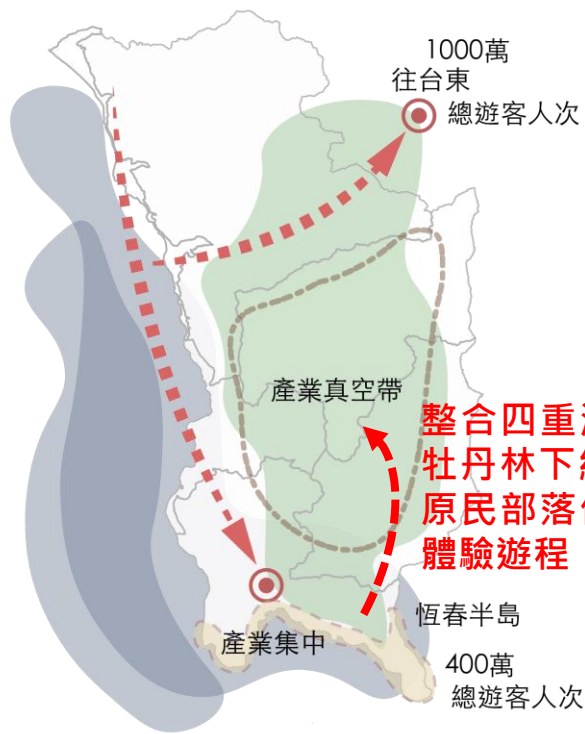 1000萬
往台東
總遊客人次
產業真空帶
整合四重
牡丹林下
原民部落
體驗遊程
恆春半島
產業集中
400萬
總遊客人次